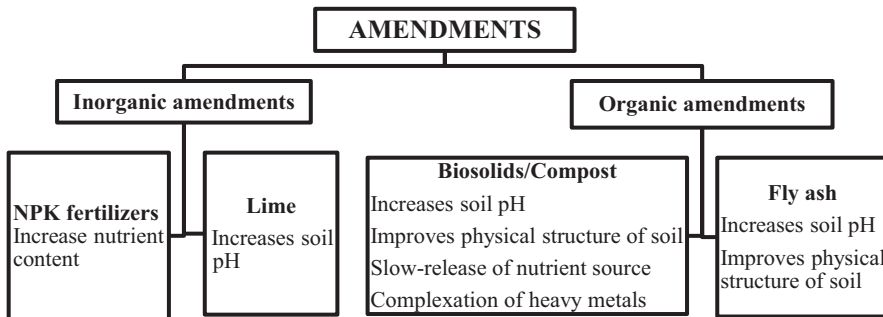 AMENDMENTS
Inorganic amendments
Organic amendments
NPK fertilizers
Increase nutrient
content
Lime
Increases soil
pH
Biosolids/Compost
Increases soil pH
Improves physical structure of soil
Slow-release of nutrient source
Complexation of heavy metals
Fly ash
Increases soil pH
Improves physical
structure of soil